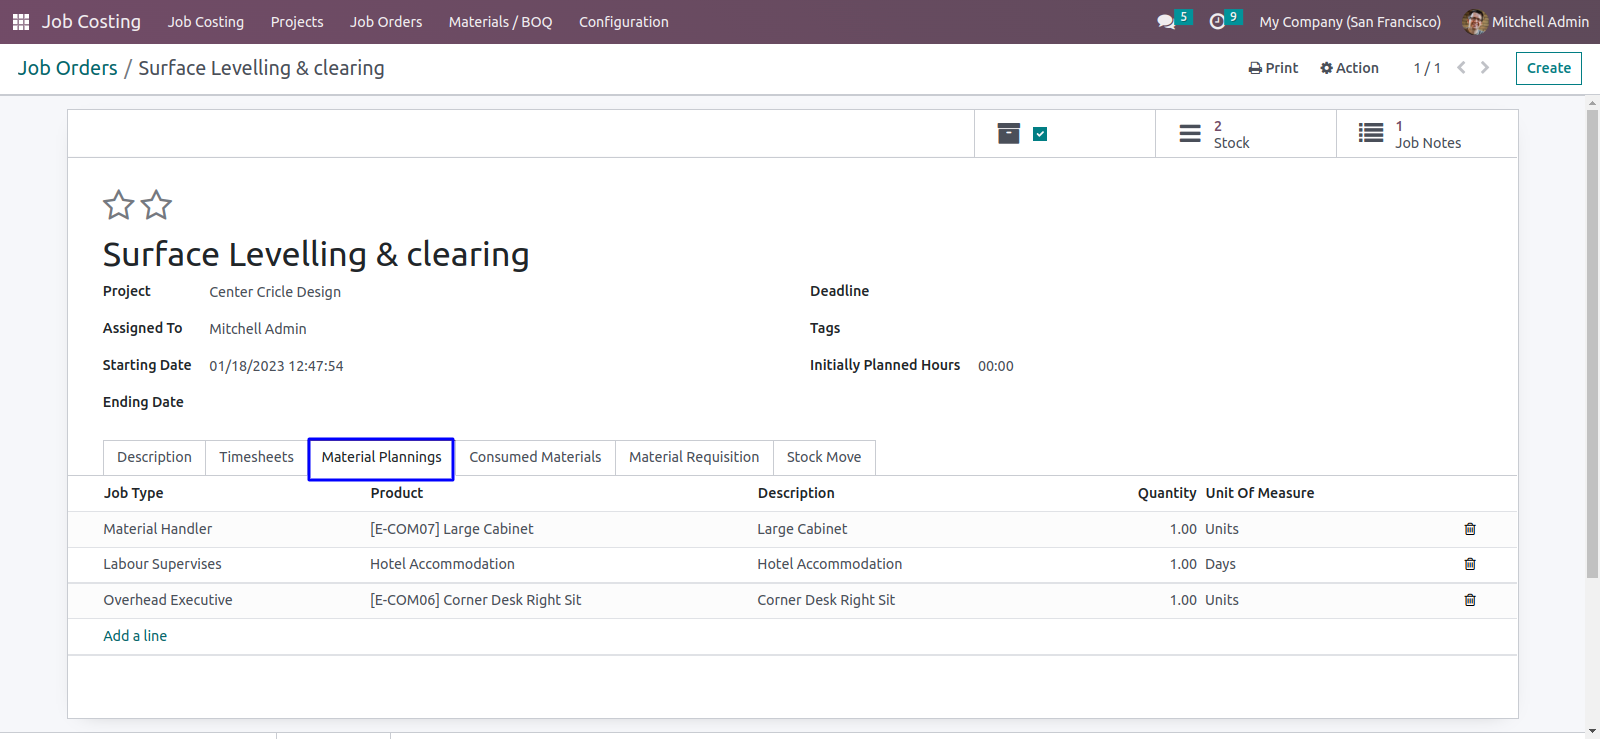 Job Costing Job Costing Projects Job Orders Materials / BOQ Configuration 5 9 My Company (San Francisco) Mitchell Admin
Job Orders / Surface Levelling & clearing Print Action 1 / 1 Create
2 Stock
1 Job Notes
Surface Levelling & clearing
Project Center Cricle Design Deadline
Assigned To Mitchell Admin Tags
Starting Date 01/18/2023 12:47:54 Initially Planned Hours 00:00
Ending Date
Description Timesheets Material Plannings Consumed Materials Material Requisition Stock Move
Job Type Product Description Quantity Unit Of Measure
Material Handler [E-COM07] Large Cabinet Large Cabinet 1.00 Units
Labour Supervises Hotel Accommodation Hotel Accommodation 1.00 Days
Overhead Executive [E-COM06] Corner Desk Right Sit Corner Desk Right Sit 1.00 Units
Add a line